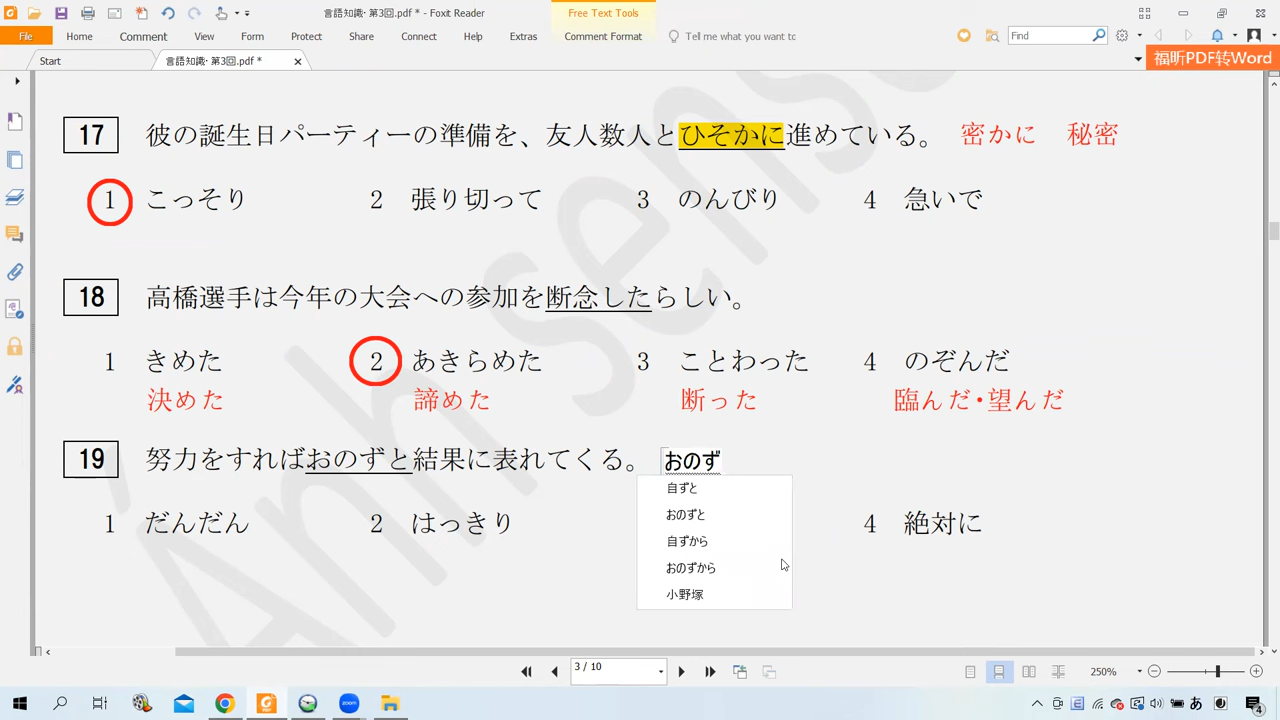 言語知識· 第3回.pdf * - Foxit Reader
Free Text Tools
File Home Comment View Form Protect Share Connect Help Extras Comment Format Tell me what you want to
Find
Start
言語知識· 第3回.pdf *
福昕PDF转Word
17 彼の誕生日パーティーの準備を、友人数人とひそかに進めている。 密かに 秘密
1 こっそり 2 張り切って 3 のんびり 4 急いで
18 高橋選手は今年の大会への参加を断念したらしい。
1 きめた 2 あきらめた 3 ことわった 4 のぞんだ
決めた 諦めた 断った 臨んだ・望んだ
19 努力をすればおのずと結果に表れてくる。 おのず
自ずと
おのずと
自ずから
おのずから
小野塚
1 だんだん 2 はっきり 4 絶対に
Anh sensei
3 / 10
250%
zoom
あ
4